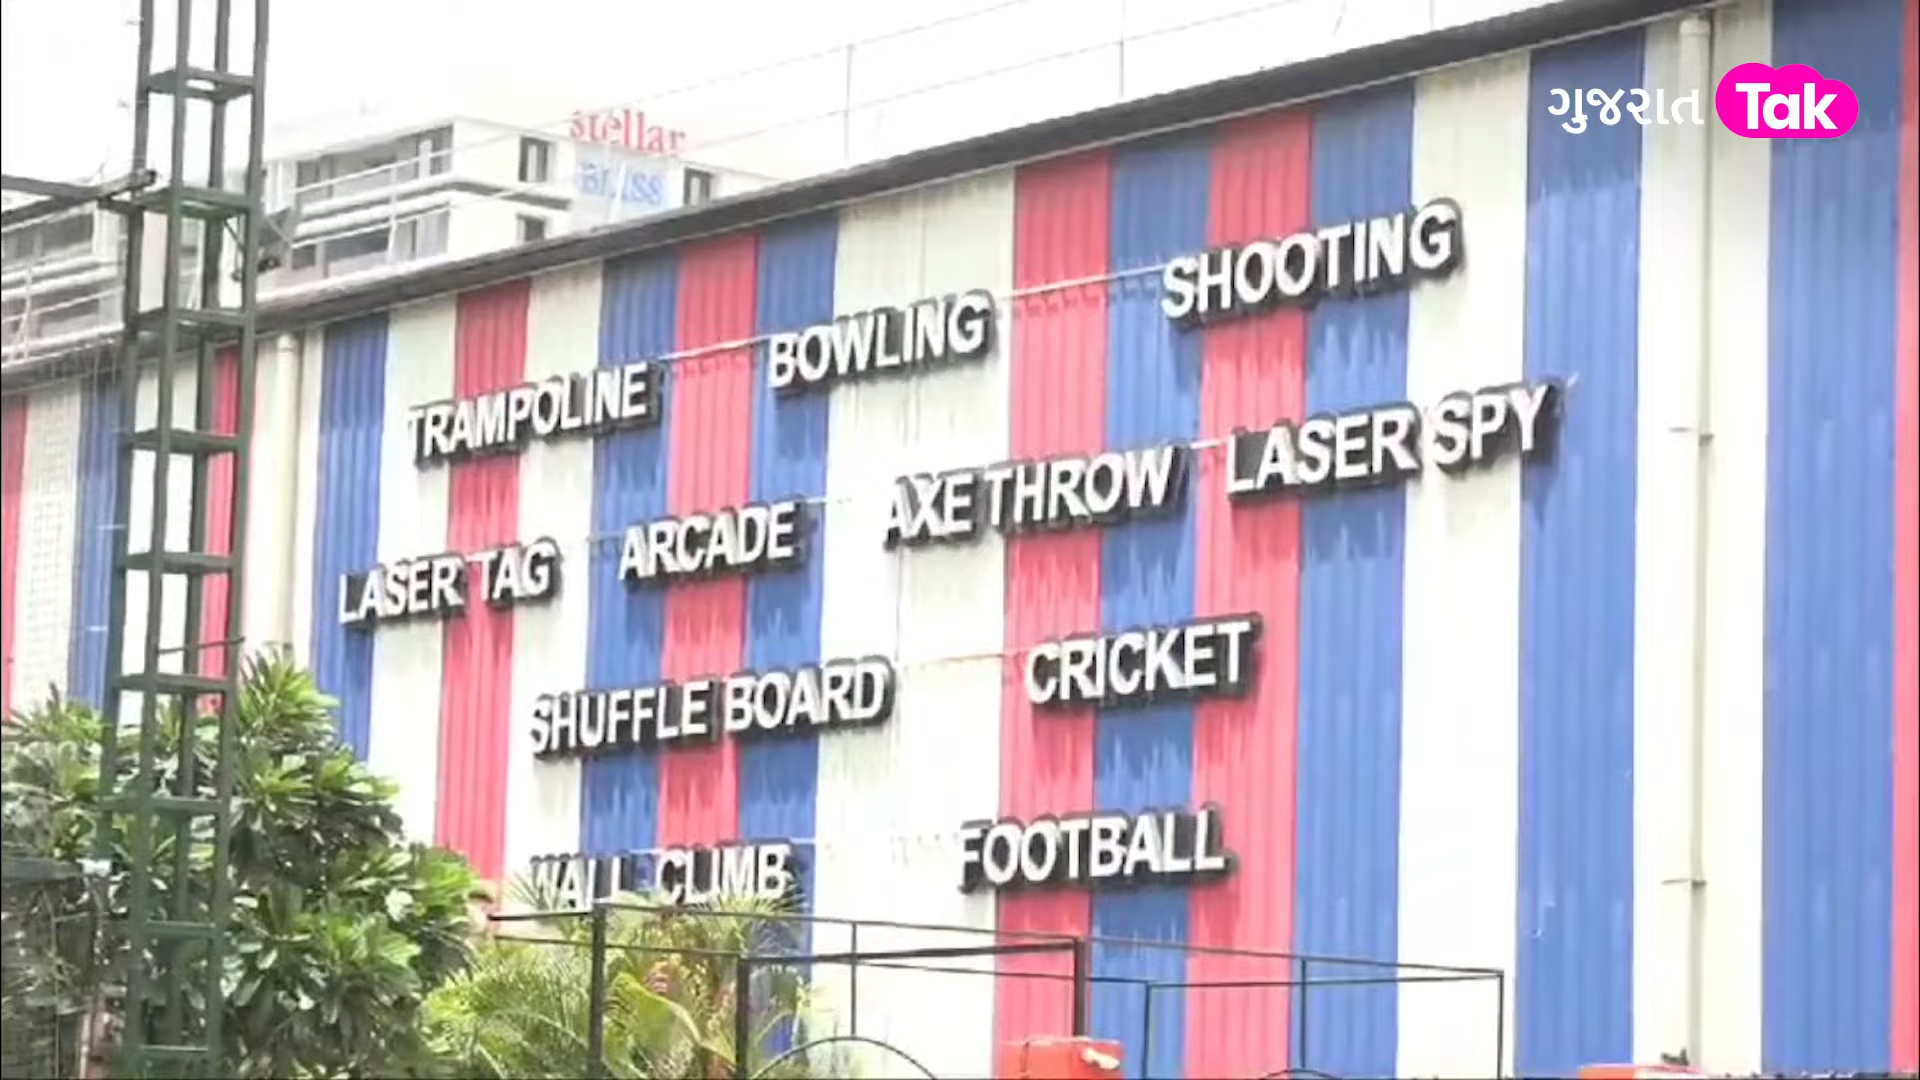 ગુજરાત Tak
stellar
BLISS
TRAMPOLINE BOWLING SHOOTING
LASER TAG ARCADE AXE THROW LASER SPY
SHUFFLE BOARD CRICKET
WALL CLIMB FOOTBALL